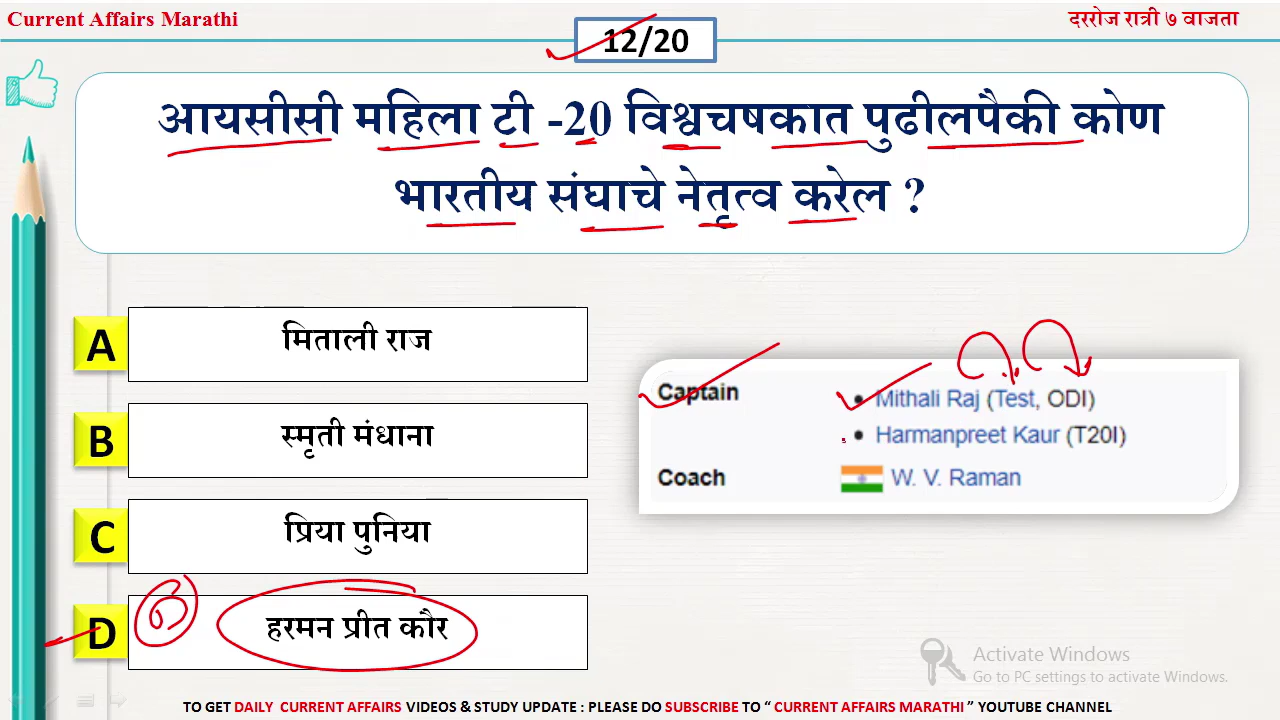 Current Affairs Marathi
दररोज रात्री ७ वाजता
12/20
आयसीसी महिला टी -20 विश्वचषकात पुढीलपैकी कोण
भारतीय संघाचे नेतृत्व करेल ?
A मिताली राज
B स्मृती मंधाना
C प्रिया पुनिया
D हरमन प्रीत कौर
Captain • Mithali Raj (Test, ODI)
• Harmanpreet Kaur (T20I)
Coach W. V. Raman
Activate Windows
Go to PC settings to activate Windows.
TO GET DAILY CURRENT AFFAIRS VIDEOS & STUDY UPDATE : PLEASE DO SUBSCRIBE TO “ CURRENT AFFAIRS MARATHI ” YOUTUBE CHANNEL